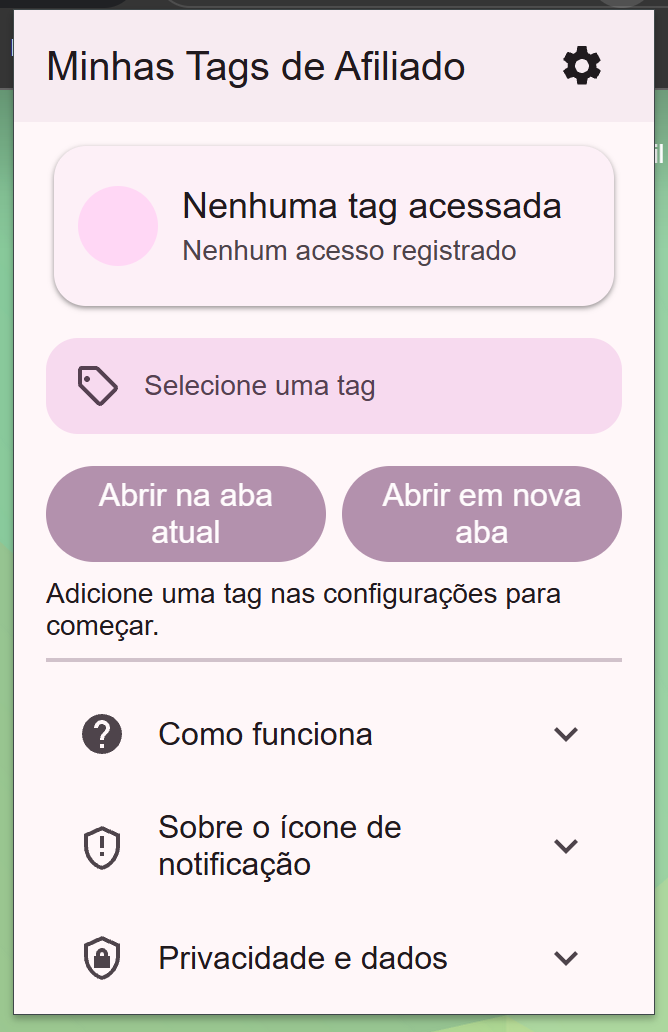 Minhas Tags de Afiliado
Nenhuma tag acessada
Nenhum acesso registrado
Selecione uma tag
Abrir na aba
atual
Abrir em nova
aba
Adicione uma tag nas configurações para
começar.
Como funciona
Sobre o ícone de
notificação
Privacidade e dados